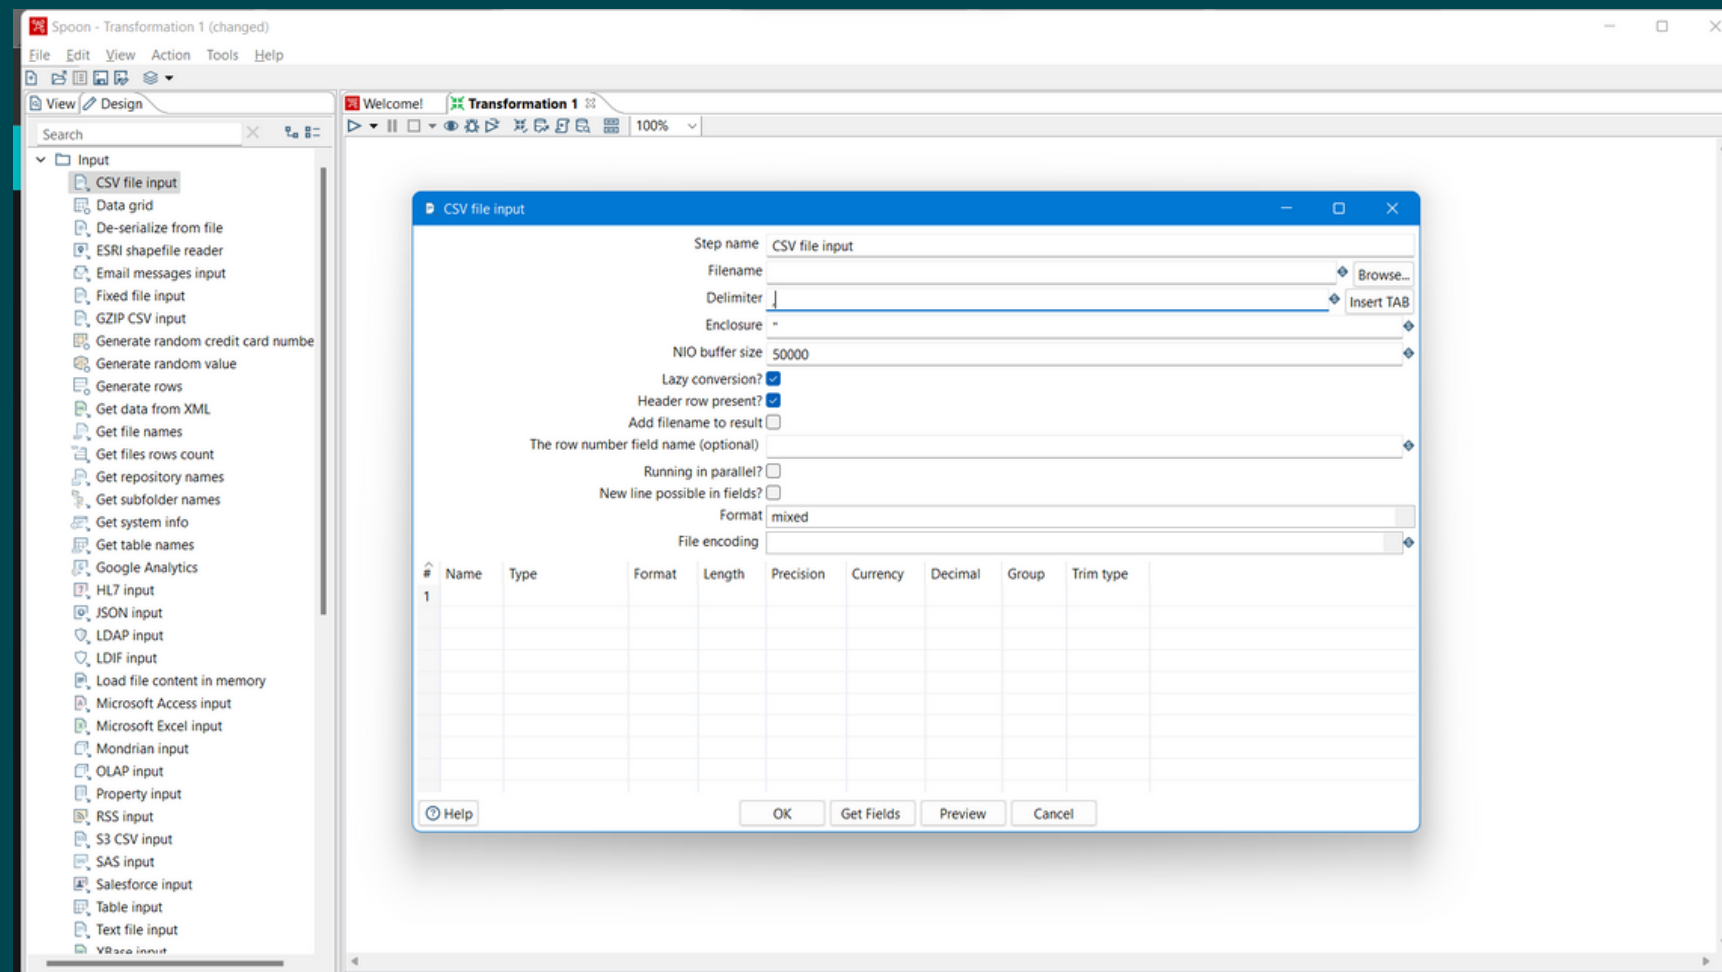 Spoon - Transformation 1 (changed)
File Edit View Action Tools Help
View Design
Welcome! Transformation 1
Search
100%
Input
CSV file input
Data grid
De-serialize from file
ESRI shapefile reader
Email messages input
Fixed file input
GZIP CSV input
Generate random credit card numbe
Generate random value
Generate rows
Get data from XML
Get file names
Get files rows count
Get repository names
Get subfolder names
Get system info
Get table names
Google Analytics
HL7 input
JSON input
LDAP input
LDIF input
Load file content in memory
Microsoft Access input
Microsoft Excel input
Mondrian input
OLAP input
Property input
RSS input
S3 CSV input
SAS input
Salesforce input
Table input
Text file input
XBase input
CSV file input
Step name CSV file input
Filename Browse...
Delimiter , Insert TAB
Enclosure "
NIO buffer size 50000
Lazy conversion?
Header row present?
Add filename to result
The row number field name (optional)
Running in parallel?
New line possible in fields?
Format mixed
File encoding
# Name Type Format Length Precision Currency Decimal Group Trim type
1
Help OK Get Fields Preview Cancel